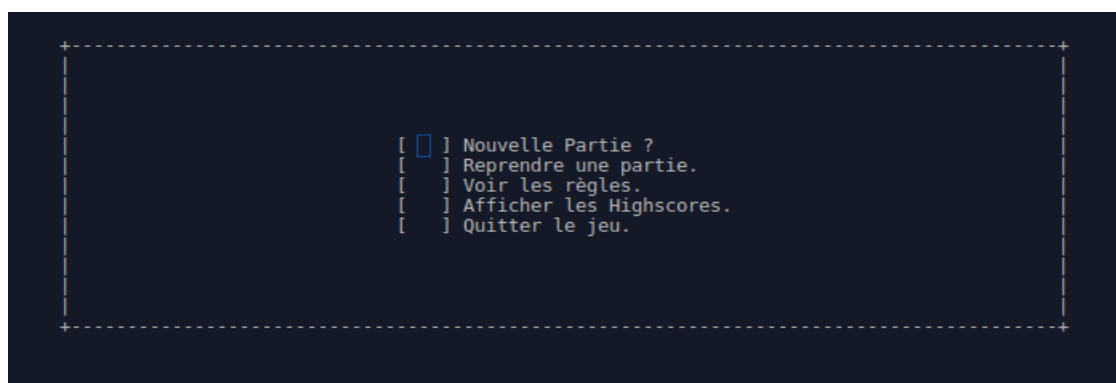 [ ] Nouvelle Partie ?
[ ] Reprendre une partie.
[ ] Voir les règles.
[ ] Afficher les Highscores.
[ ] Quitter le jeu.